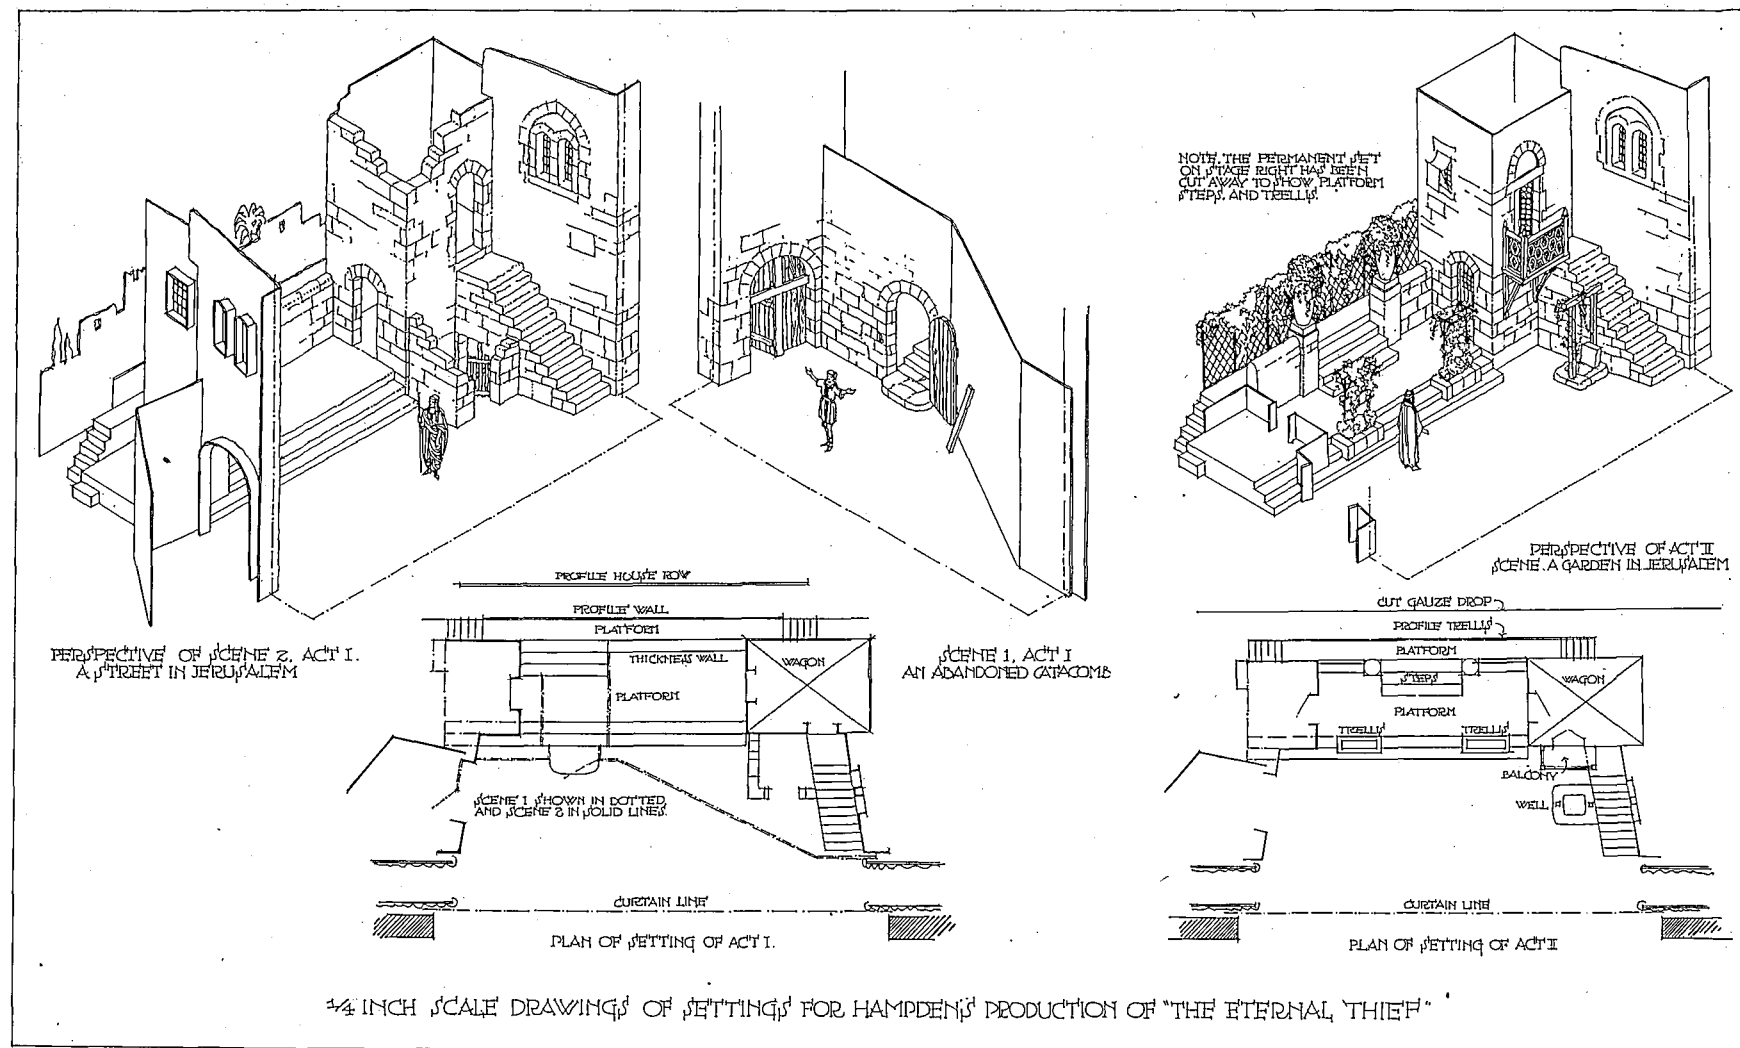 NOTE. THE PERMANENT SET
ON STAGE RIGHT HAS BEEN
CUT AWAY TO SHOW PLATFORM
STEPS, AND TRELLIS.
PERSPECTIVE OF ACT II
SCENE. A GARDEN IN JERUSALEM
PERSPECTIVE OF SCENE 2, ACT I.
A STREET IN JERUSALEM
SCENE 1, ACT I
AN ABANDONED CATACOMB
PROFILE HOUSE ROW
PROFILE WALL
PLATFORM
THICKNESS WALL
WAGON
PLATFORM
SCENE 1 SHOWN IN DOTTED
AND SCENE 2 IN SOLID LINES.
CURTAIN LINE
PLAN OF SETTING OF ACT I.
CUT GAUZE DROP
PROFILE TRELLIS
PLATFORM
STEPS
WAGON
PLATFORM
TRELLIS
TRELLIS
BALCONY
WELL
CURTAIN LINE
PLAN OF SETTING OF ACT II
1/4 INCH SCALE DRAWINGS OF SETTINGS FOR HAMPDEN'S PRODUCTION OF "THE ETERNAL THIEF"